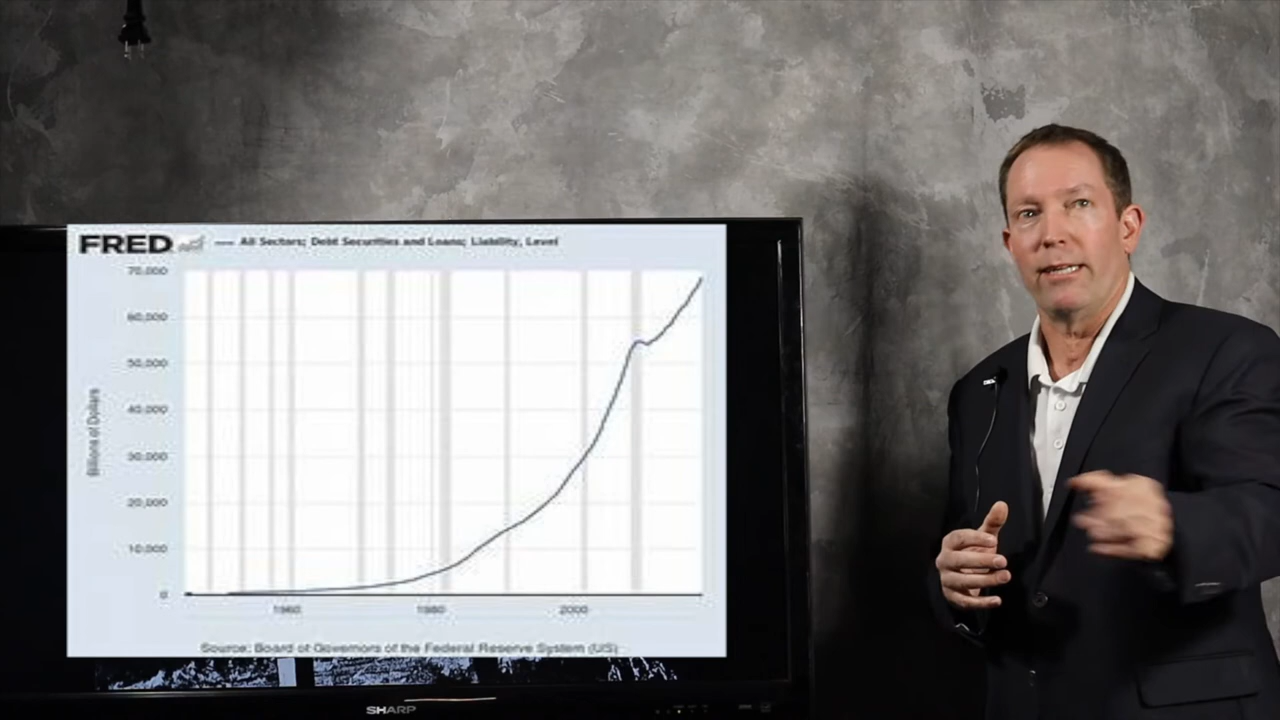 FRED — All Sectors; Debt Securities and Loans; Liability, Level
70,000
60,000
50,000
40,000
30,000
20,000
10,000
0
Billions of Dollars
1960
1980
2000
Source: Board of Governors of the Federal Reserve System (US)
SHARP